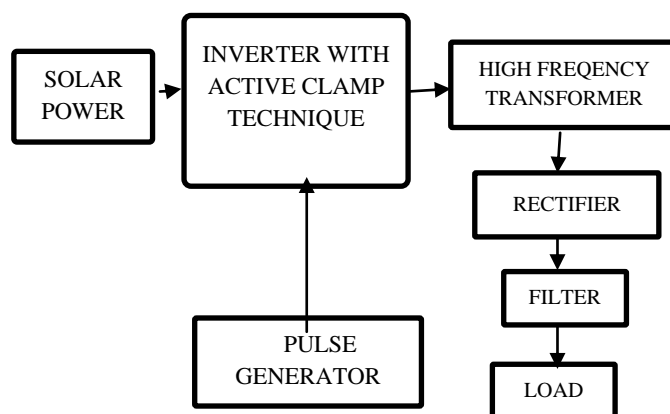 SOLAR
POWER
INVERTER WITH
ACTIVE CLAMP
TECHNIQUE
HIGH FREQENCY
TRANSFORMER
RECTIFIER
FILTER
PULSE
GENERATOR
LOAD